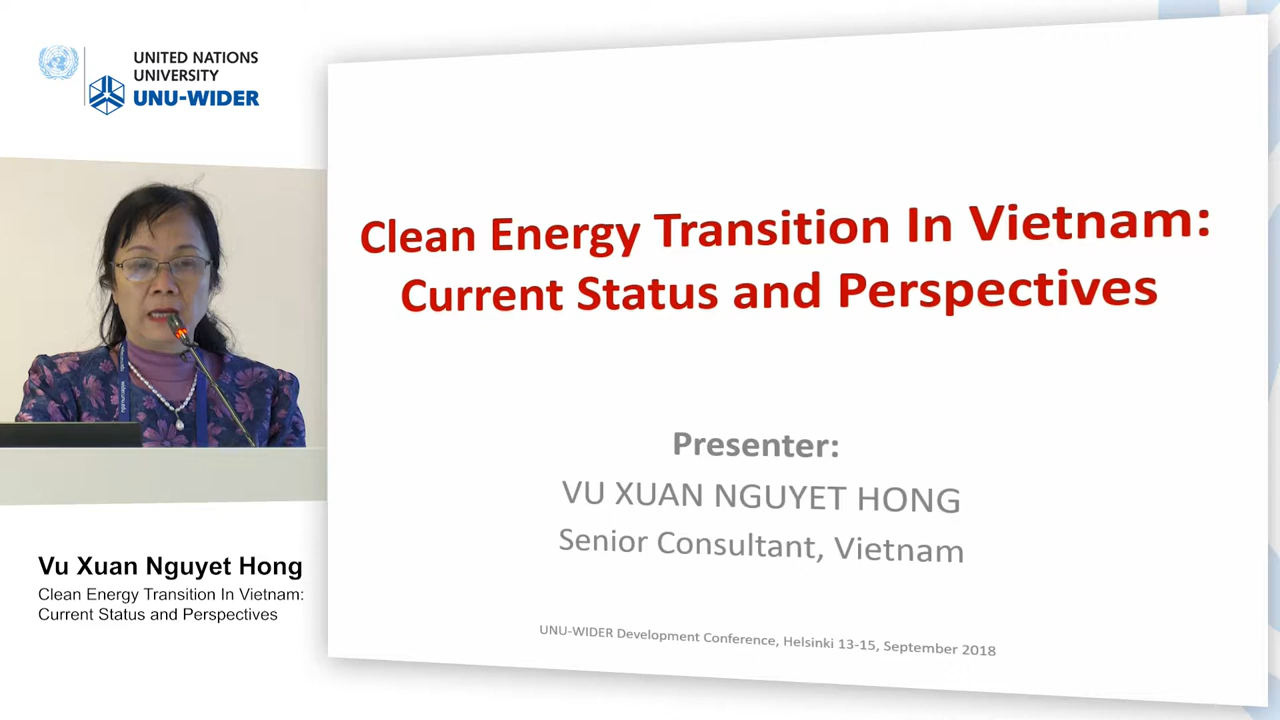 UNITED NATIONS
UNIVERSITY
UNU-WIDER
Clean Energy Transition In Vietnam:
Current Status and Perspectives
Presenter:
VU XUAN NGUYET HONG
Senior Consultant, Vietnam
UNU-WIDER Development Conference, Helsinki 13-15, September 2018
Vu Xuan Nguyet Hong
Clean Energy Transition In Vietnam:
Current Status and Perspectives